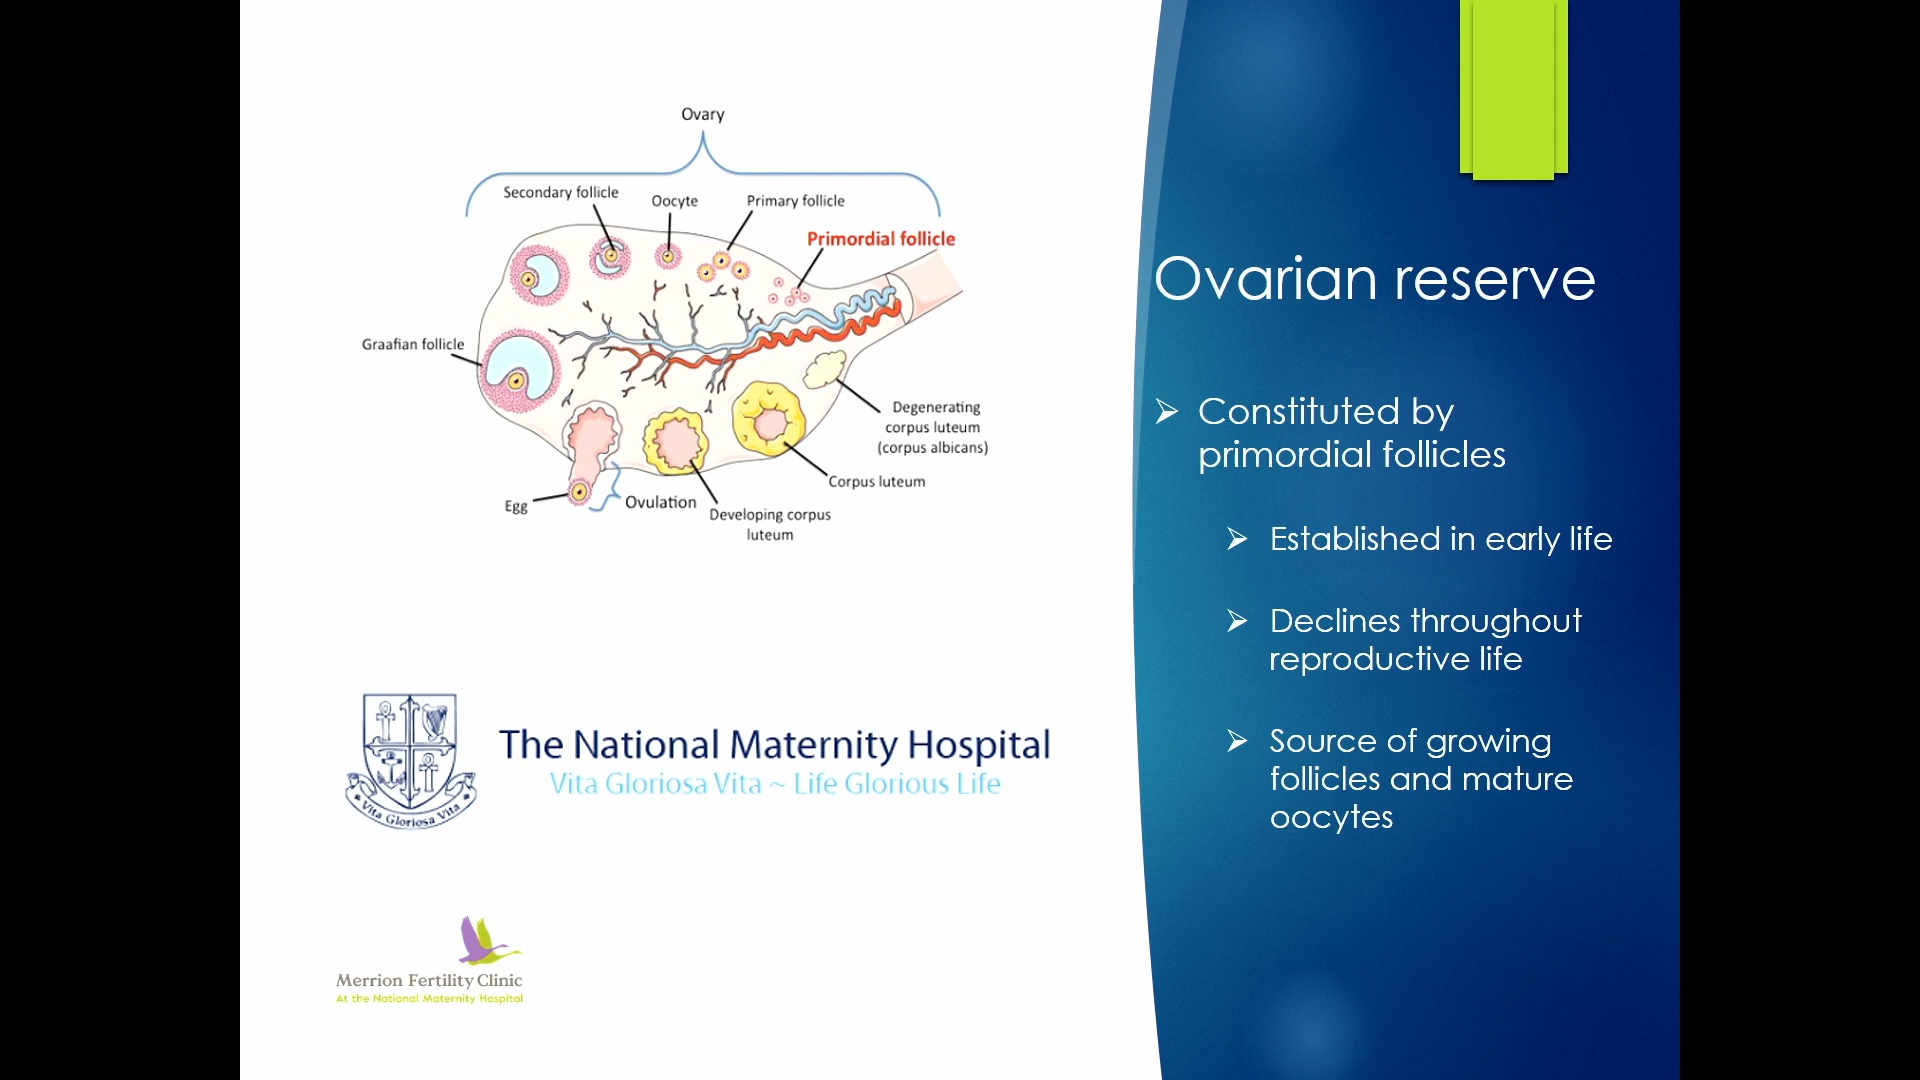 Ovary
Secondary follicle
Oocyte
Primary follicle
Primordial follicle
Graafian follicle
Degenerating
corpus luteum
(corpus albicans)
Corpus luteum
Egg
Ovulation
Developing corpus
luteum
The National Maternity Hospital
Vita Gloriosa Vita ~ Life Glorious Life
Vita Gloriosa Vita
Merrion Fertility Clinic
At the National Maternity Hospital
Ovarian reserve
Constituted by
primordial follicles
Established in early life
Declines throughout
reproductive life
Source of growing
follicles and mature
oocytes